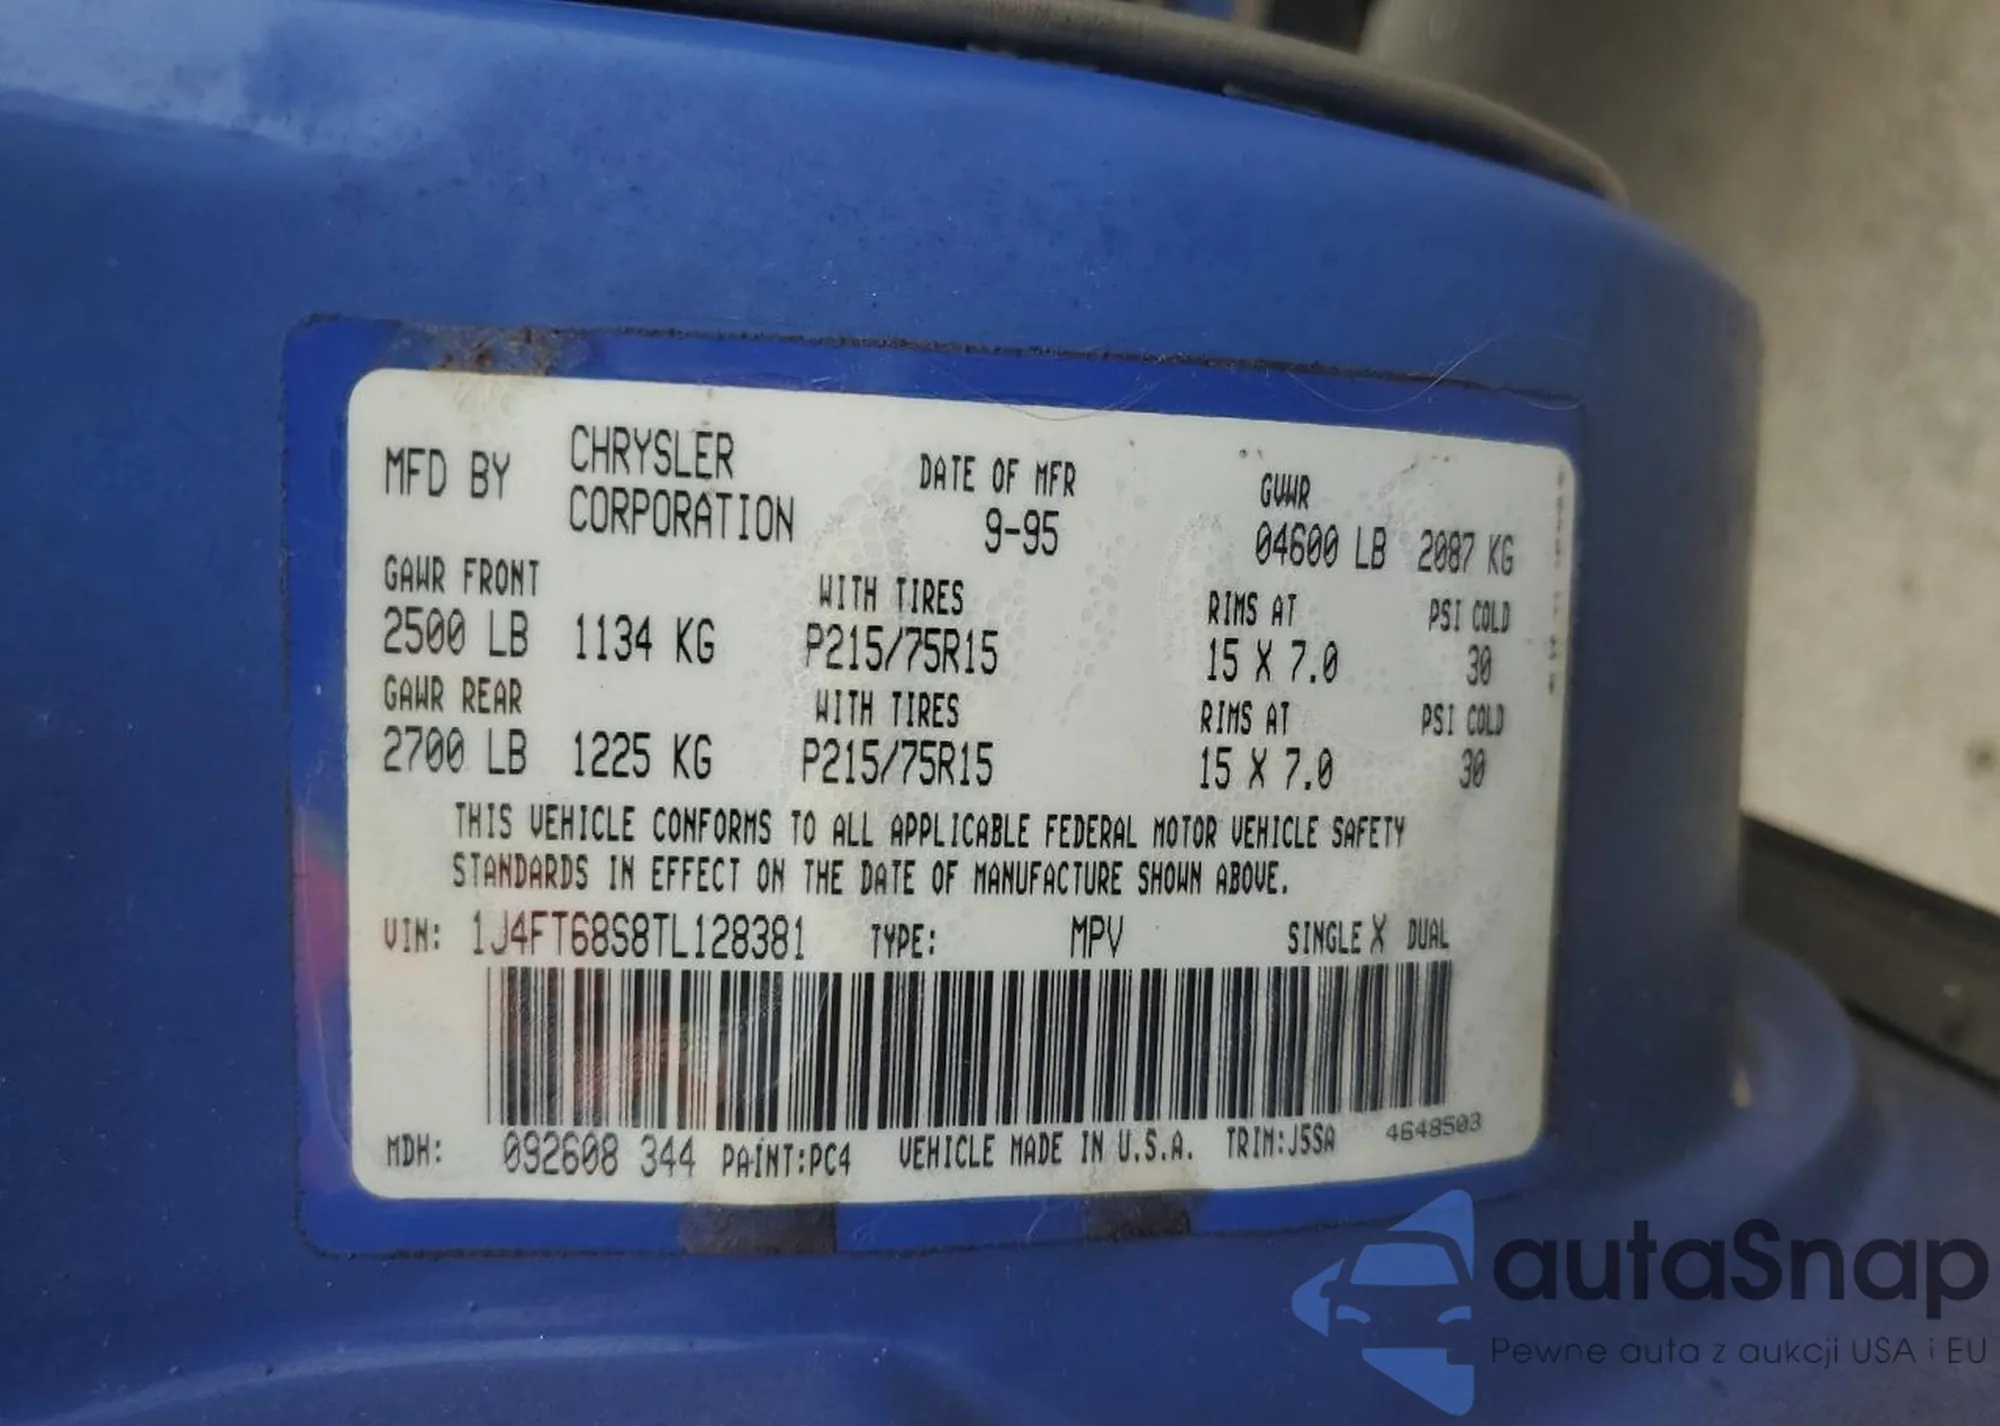 MFD BY CHRYSLER CORPORATION DATE OF MFR 9-95 GVWR 04600 LB 2087 KG
GAWR FRONT WITH TIRES RIMS AT PSI COLD
2500 LB 1134 KG P215/75R15 15 X 7.0 30
GAWR REAR WITH TIRES RIMS AT PSI COLD
2700 LB 1225 KG P215/75R15 15 X 7.0 30
THIS VEHICLE CONFORMS TO ALL APPLICABLE FEDERAL MOTOR VEHICLE SAFETY
STANDARDS IN EFFECT ON THE DATE OF MANUFACTURE SHOWN ABOVE.
VIN: 1J4FT68S8TL128381 TYPE: MPV SINGLE X DUAL
MDH: 092608 344 PAINT:PC4 VEHICLE MADE IN U.S.A. TRIM:J5SA 4648503
autaSnap
Pewne auta z aukcji USA i EU